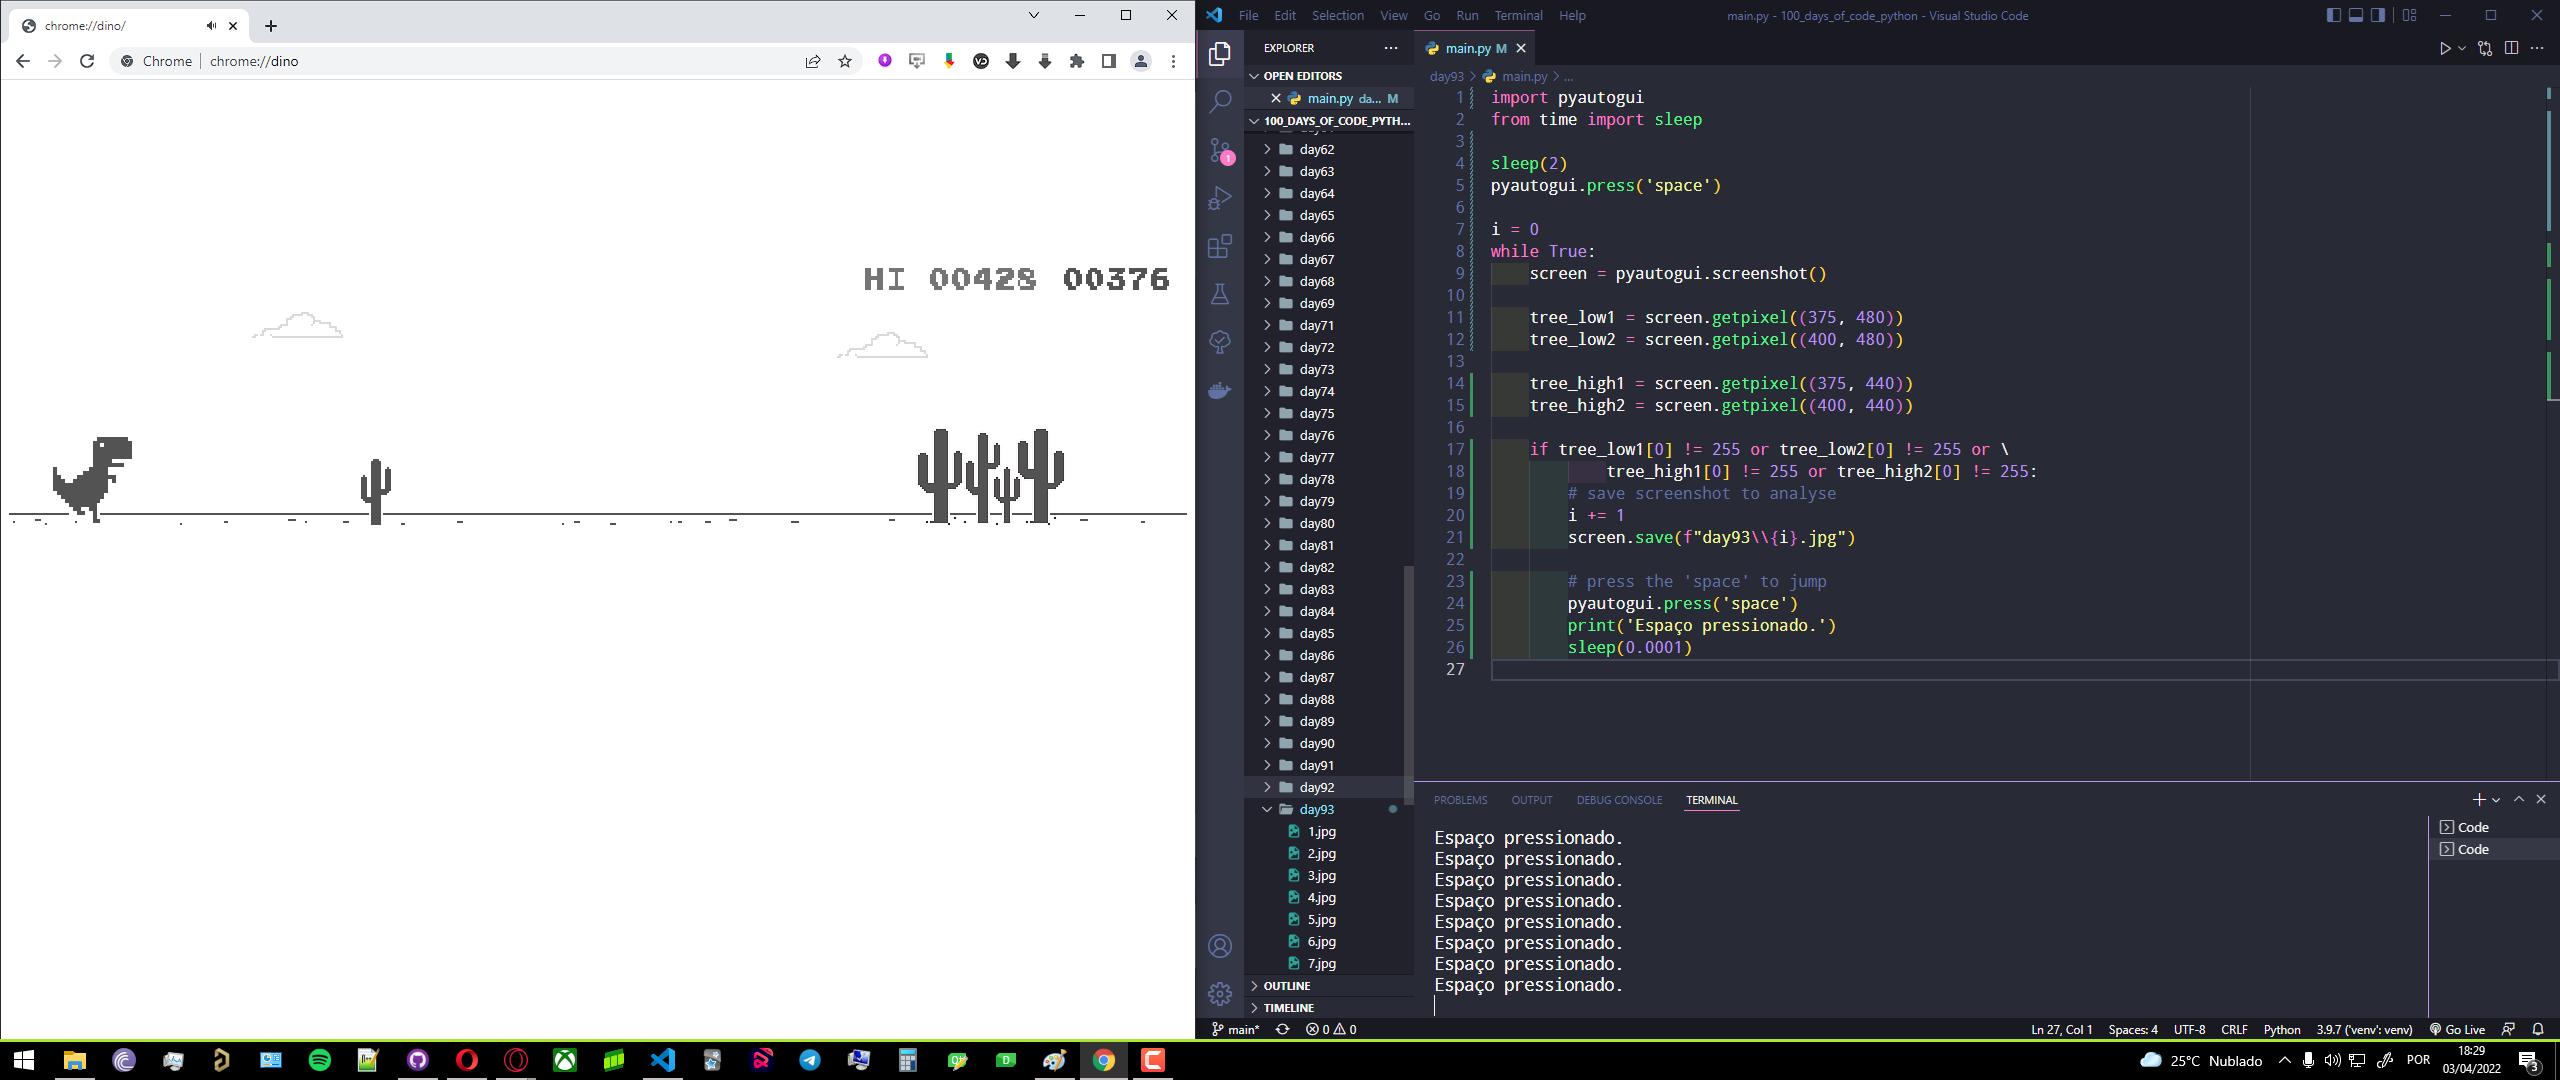 chrome://dino/
Chrome | chrome://dino
HI 00428 00376
File Edit Selection View Go Run Terminal Help
main.py - 100_days_of_code_python - Visual Studio Code
EXPLORER
OPEN EDITORS
main.py da... M
100_DAYS_OF_CODE_PYTH...
day62
day63
day64
day65
day66
day67
day68
day69
day71
day72
day73
day74
day75
day76
day77
day78
day79
day80
day81
day82
day83
day84
day85
day86
day87
day88
day89
day90
day91
day92
day93
1.jpg
2.jpg
3.jpg
4.jpg
5.jpg
6.jpg
7.jpg
OUTLINE
TIMELINE
main.py M
day93 > main.py > ...
1 import pyautogui
2 from time import sleep
3
4 sleep(2)
5 pyautogui.press('space')
6
7 i = 0
8 while True:
9 screen = pyautogui.screenshot()
10
11 tree_low1 = screen.getpixel((375, 480))
12 tree_low2 = screen.getpixel((400, 480))
13
14 tree_high1 = screen.getpixel((375, 440))
15 tree_high2 = screen.getpixel((400, 440))
16
17 if tree_low1[0] != 255 or tree_low2[0] != 255 or \
18 tree_high1[0] != 255 or tree_high2[0] != 255:
19 # save screenshot to analyse
20 i += 1
21 screen.save(f"day93\\{i}.jpg")
22
23 # press the 'space' to jump
24 pyautogui.press('space')
25 print('Espaço pressionado.')
26 sleep(0.0001)
27
PROBLEMS OUTPUT DEBUG CONSOLE TERMINAL
Espaço pressionado.
Espaço pressionado.
Espaço pressionado.
Espaço pressionado.
Espaço pressionado.
Espaço pressionado.
Espaço pressionado.
Espaço pressionado.
Code
Code
1
main* 0 0 Ln 27, Col 1 Spaces: 4 UTF-8 CRLF Python 3.9.7 ('venv': venv) Go Live
25°C Nublado POR 18:29
03/04/2022
3